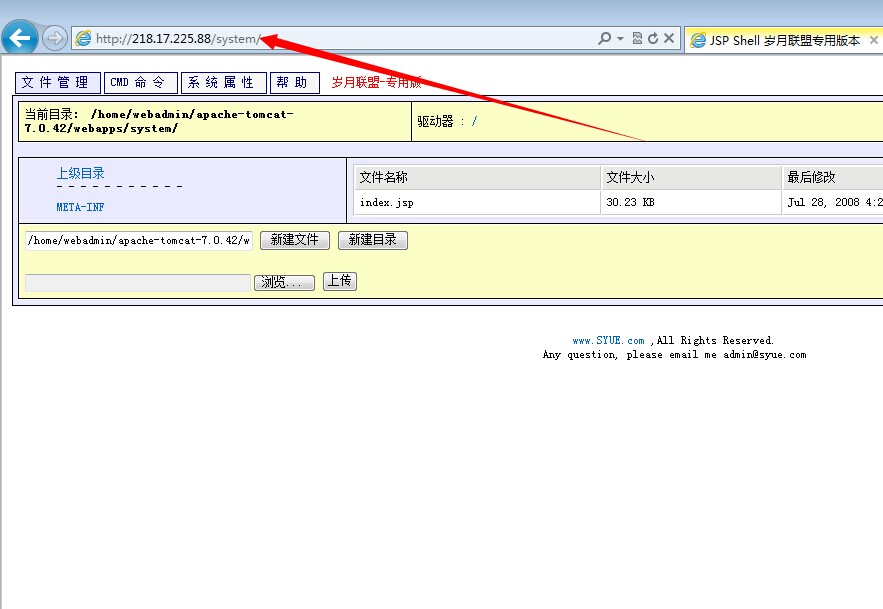 http://218.17.225.88/system/
JSP Shell 岁月联盟专用版本
文件管理 CMD 命令 系统属性 帮助 岁月联盟-专用版
当前目录: /home/webadmin/apache-tomcat-
7.0.42/webapps/system/
驱动器 : /
上级目录
- - - - - - - - - - -
META-INF
文件名称 文件大小 最后修改
index.jsp 30.23 KB Jul 28, 2008 4:2
/home/webadmin/apache-tomcat-7.0.42/w 新建文件 新建目录
浏览... 上传
www.SYUE.com ,All Rights Reserved.
Any question, please email me admin@syue.com